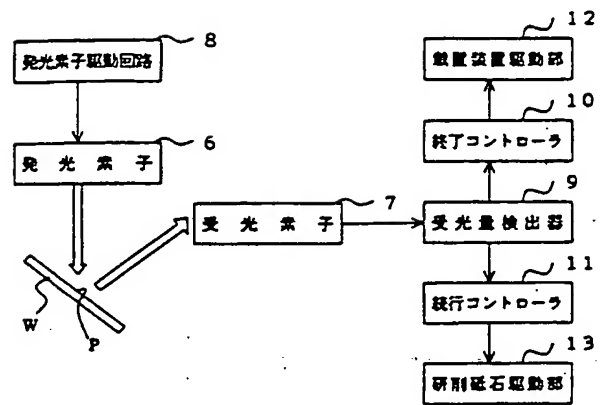 8
発光素子駆動回路
6
発光素子
7
受光素子
W
P
12
載置装置駆動部
10
終了コントローラ
9
受光量検出器
11
続行コントローラ
13
研削砥石駆動部